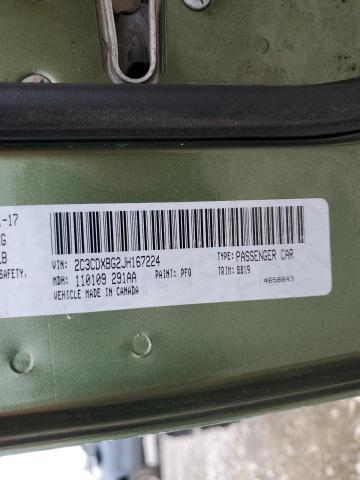 -17
G
LB
SAFETY.
VIN: 2C3CDXBG2JH167224 TYPE: PASSENGER CAR
MDH: 110109 291AA PAINT: PFQ TRIM: BB19
VEHICLE MADE IN CANADA 4658843